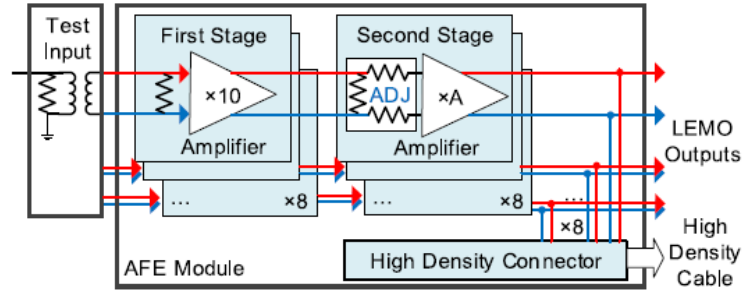 Test
Input
First Stage
×10
Amplifier
... ×8
Second Stage
ADJ
×A
Amplifier
... ×8
LEMO
Outputs
...
×8
High Density Connector
High
Density
Cable
AFE Module